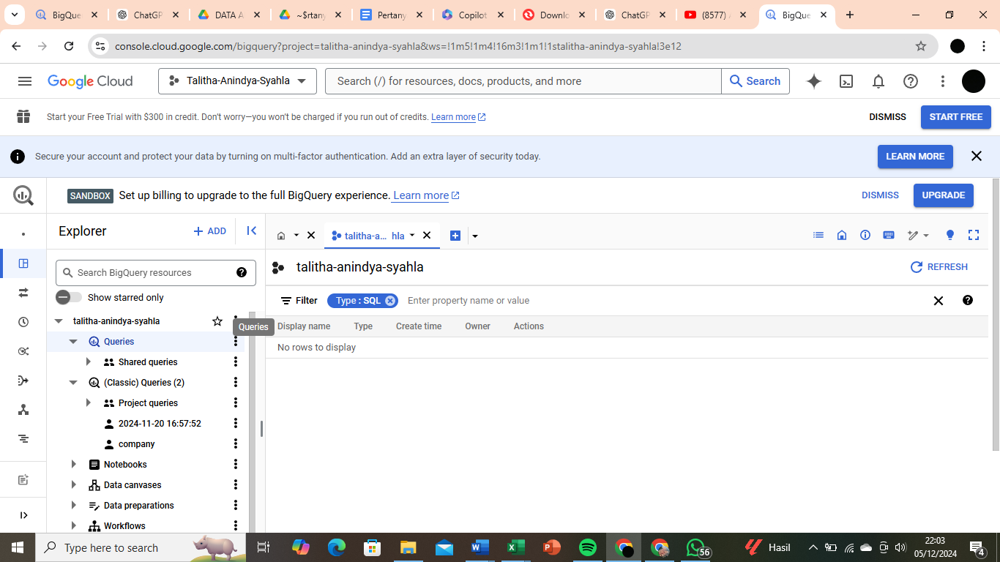 BigQue
ChatGP
DATA A
~$rtany
Pertany
Copilot
Downlo
ChatGP
(8577)
BigQue
console.cloud.google.com/bigquery?project=talitha-anindya-syahla&ws=!1m5!1m4!16m3!1m1!1stalitha-anindya-syahla!3e12
Google Cloud
Talitha-Anindya-Syahla
Search (/) for resources, docs, products, and more
Search
Start your Free Trial with $300 in credit. Don't worry—you won't be charged if you run out of credits. Learn more
DISMISS
START FREE
Secure your account and protect your data by turning on multi-factor authentication. Add an extra layer of security today.
LEARN MORE
SANDBOX Set up billing to upgrade to the full BigQuery experience. Learn more
DISMISS
UPGRADE
Explorer
+ ADD
talitha-a... hla
Search BigQuery resources
Show starred only
talitha-anindya-syahla
Queries
Shared queries
(Classic) Queries (2)
Project queries
2024-11-20 16:57:52
company
Notebooks
Data canvases
Data preparations
Workflows
Queries
talitha-anindya-syahla
REFRESH
Filter
Type : SQL
Enter property name or value
Display name Type Create time Owner Actions
No rows to display
Type here to search
56
Hasil
22:03
05/12/2024
4